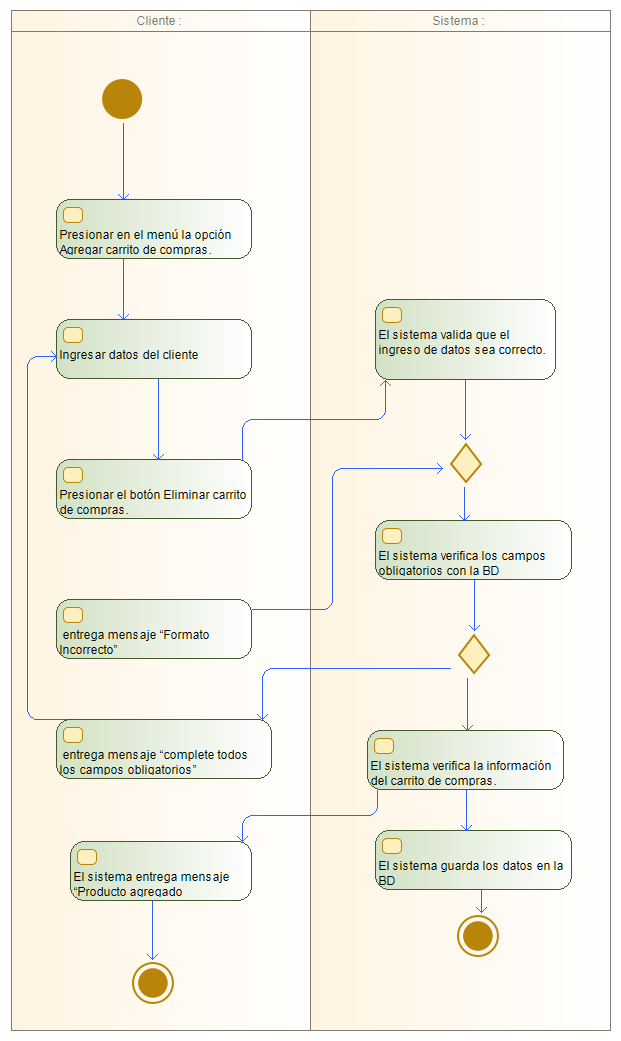 Cliente :
Sistema :
Presionar en el menú la opción
Agregar carrito de compras.
Ingresar datos del cliente
El sistema valida que el
ingreso de datos sea correcto.
Presionar el botón Eliminar carrito
de compras.
El sistema verifica los campos
obligatorios con la BD
entrega mensaje “Formato
Incorrecto”
entrega mensaje “complete todos
los campos obligatorios”
El sistema verifica la información
del carrito de compras.
El sistema entrega mensaje
“Producto agregado
El sistema guarda los datos en la
BD